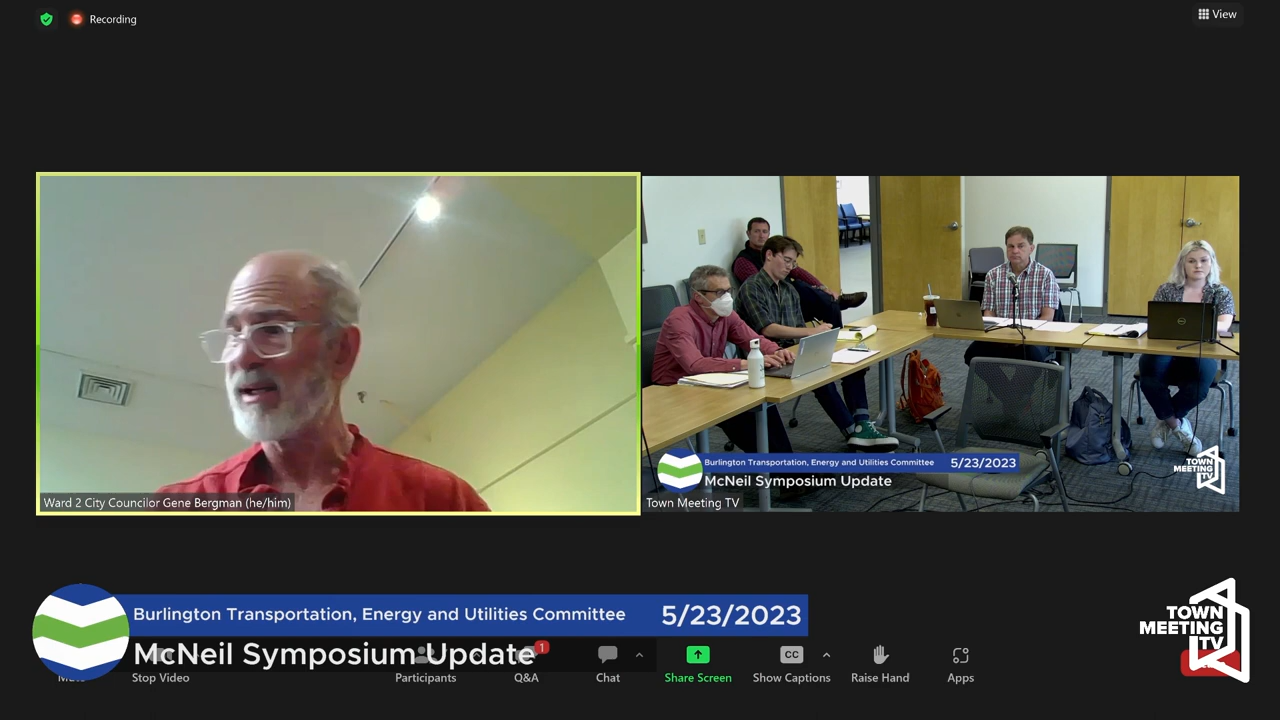 Recording
View
Ward 2 City Councilor Gene Bergman (he/him)
Burlington Transportation, Energy and Utilities Committee 5/23/2023
McNeil Symposium Update
TOWN
MEETING
TV
Town Meeting TV
Burlington Transportation, Energy and Utilities Committee 5/23/2023
McNeil Symposium Update
1
TOWN
MEETING
TV
CC
Stop Video
Participants
Q&A
Chat
Share Screen
Show Captions
Raise Hand
Apps